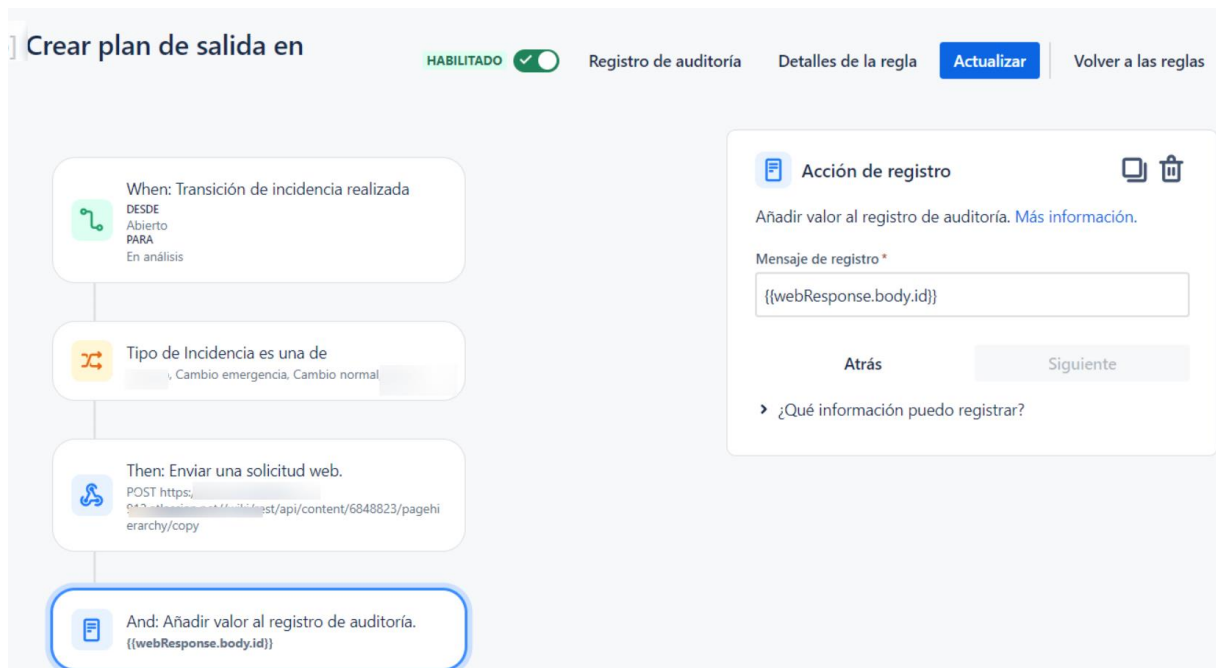 Crear plan de salida en
HABILITADO
Registro de auditoría
Detalles de la regla
Actualizar
Volver a las reglas
When: Transición de incidencia realizada
DESDE
Abierto
PARA
En análisis
Tipo de Incidencia es una de
, Cambio emergencia, Cambio normal
Then: Enviar una solicitud web.
POST https:/
est/api/content/6848823/pagehi
erarchy/copy
And: Añadir valor al registro de auditoría.
{{webResponse.body.id}}
Acción de registro
Añadir valor al registro de auditoría. Más información.
Mensaje de registro *
{{webResponse.body.id}}
Atrás
Siguiente
¿Qué información puedo registrar?